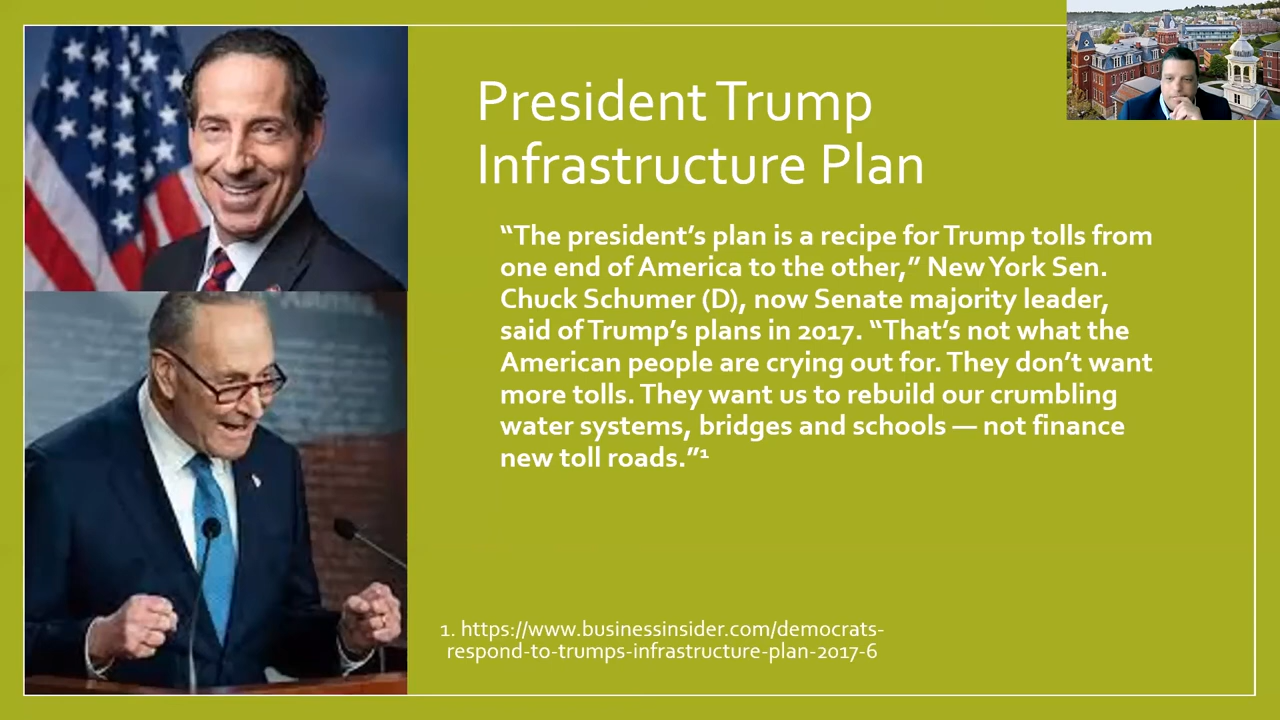 President Trump
Infrastructure Plan
“The president’s plan is a recipe for Trump tolls from
one end of America to the other,” New York Sen.
Chuck Schumer (D), now Senate majority leader,
said of Trump’s plans in 2017. “That’s not what the
American people are crying out for. They don’t want
more tolls. They want us to rebuild our crumbling
water systems, bridges and schools — not finance
new toll roads.”¹
1. https://www.businessinsider.com/democrats-
respond-to-trumps-infrastructure-plan-2017-6